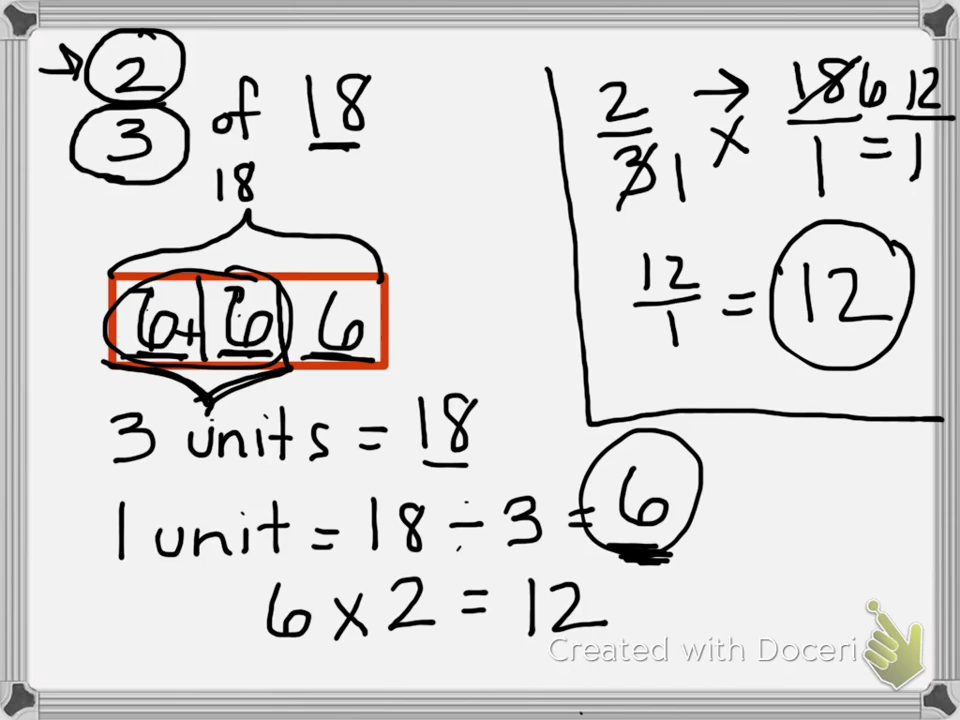 2/3 of 18
18
6 + 6 6
3 units = 18
1 unit = 18 ÷ 3 = 6
6 x 2 = 12
2/3 1 x 18 6/1 = 12/1
12/1 = 12
Created with Doceri